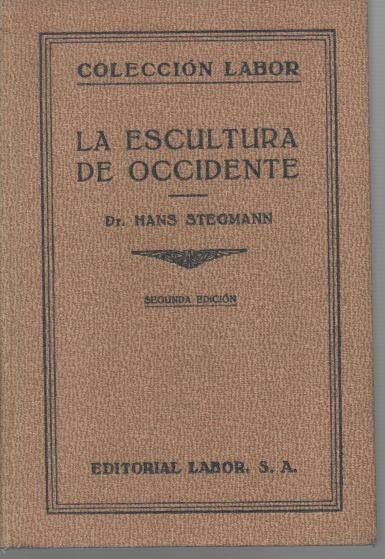 COLECCIÓN LABOR
LA ESCULTURA
DE OCCIDENTE
Dr. HANS STEGMANN
SEGUNDA EDICIÓN
EDITORIAL LABOR, S. A.